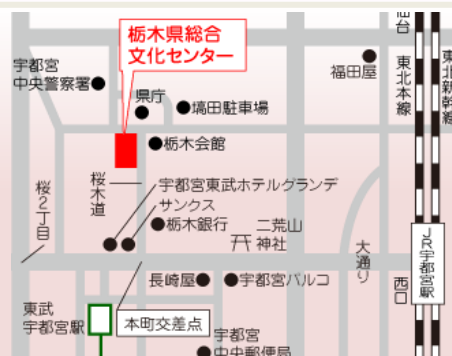 栃木県総合
文化センター
仙台
東北本線
東北新幹線
福田屋
宇都宮
中央警察署
県庁
塙田駐車場
栃木会館
桜木道
桜2丁目
宇都宮東武ホテルグランデ
サンクス
栃木銀行
二荒山
神社
大通り
JR宇都宮駅
西口
長崎屋
宇都宮パルコ
東武
宇都宮駅
本町交差点
宇都宮
中央郵便局